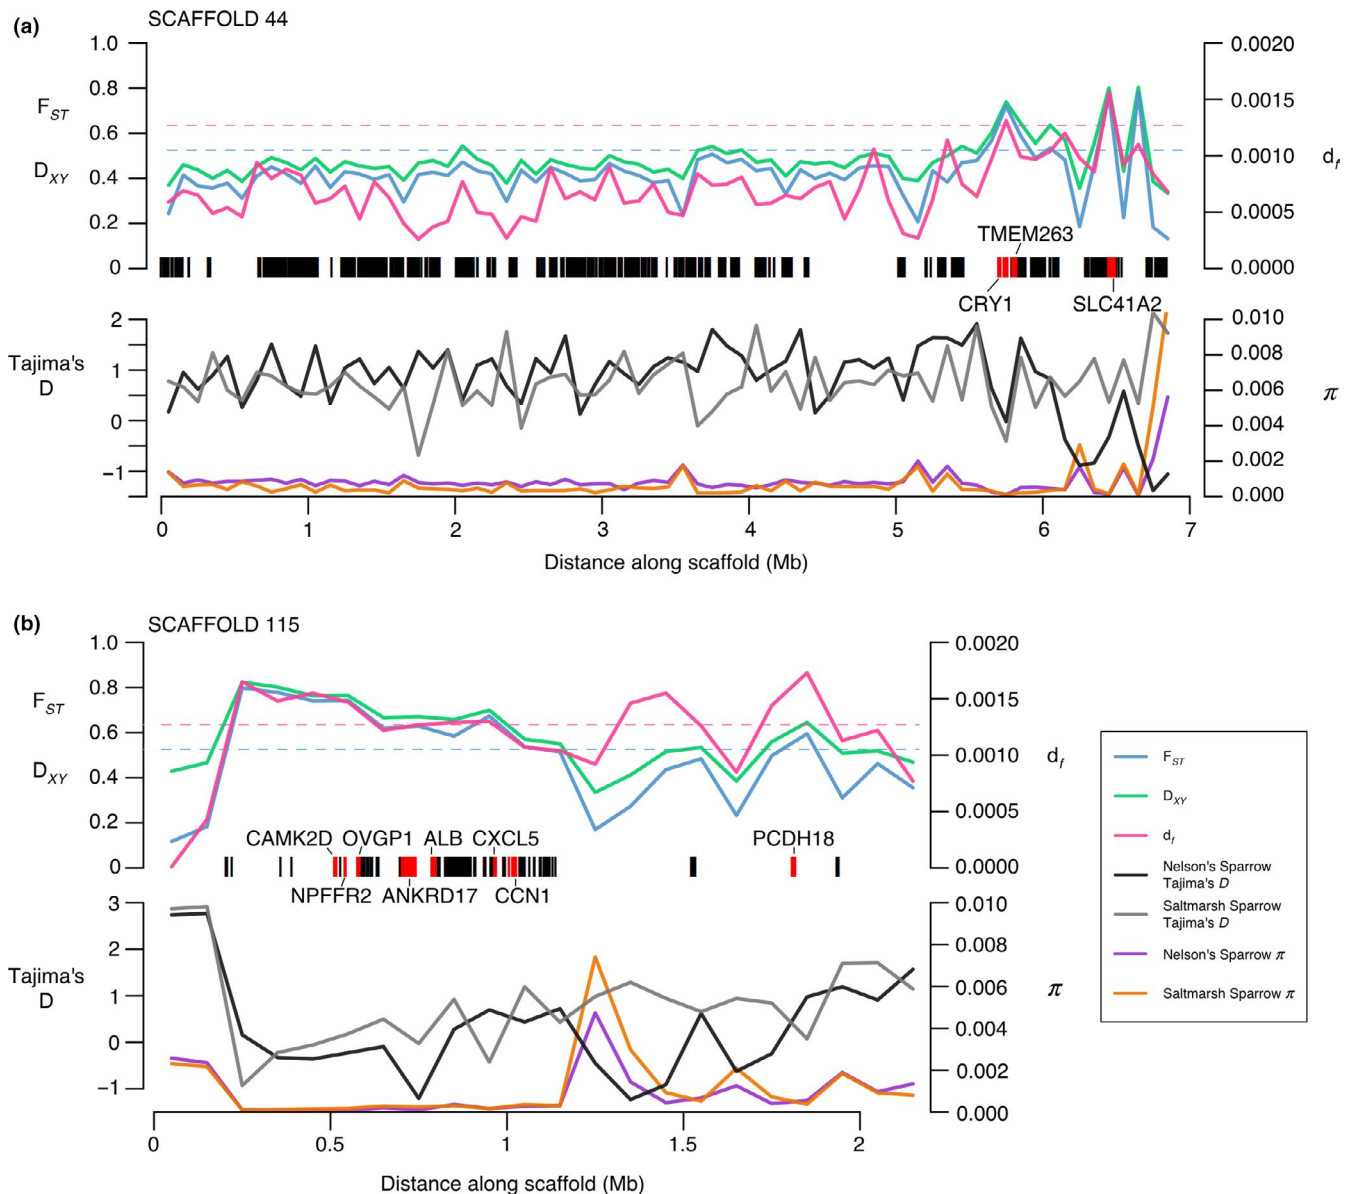 (a)
SCAFFOLD 44
1.0
0.8
0.6
0.4
0.2
0
F_ST
D_XY
0.0020
0.0015
0.0010
0.0005
0.0000
d_f
TMEM263
CRY1
SLC41A2
2
1
0
−1
Tajima's
D
0.010
0.008
0.006
0.004
0.002
0.000
π
0 1 2 3 4 5 6 7
Distance along scaffold (Mb)
(b)
SCAFFOLD 115
1.0
0.8
0.6
0.4
0.2
0
F_ST
D_XY
0.0020
0.0015
0.0010
0.0005
0.0000
d_f
CAMK2D OVGP1 ALB CXCL5 PCDH18
NPFFR2 ANKRD17 CCN1
3
2
1
0
−1
Tajima's
D
0.010
0.008
0.006
0.004
0.002
0.000
π
0 0.5 1 1.5 2
Distance along scaffold (Mb)
F_ST
D_XY
d_f
Nelson's Sparrow
Tajima's D
Saltmarsh Sparrow
Tajima's D
Nelson's Sparrow π
Saltmarsh Sparrow π